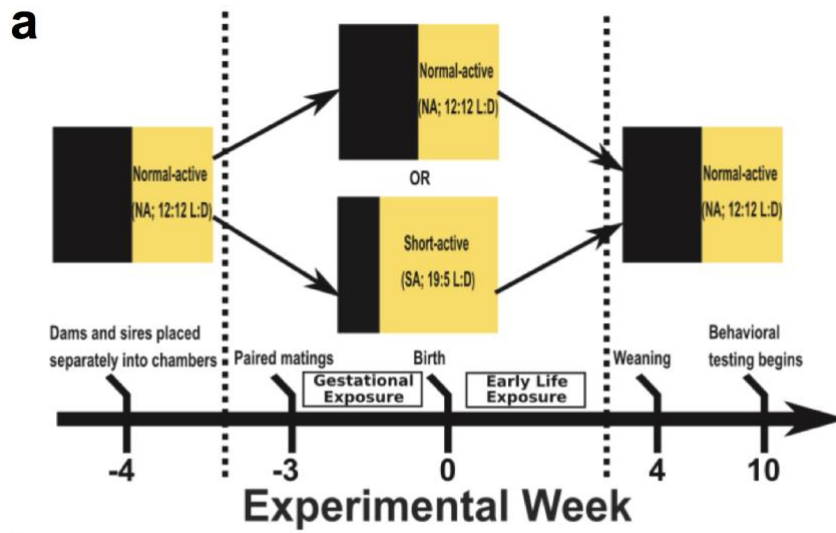 a
Normal-active
(NA; 12:12 L:D)
Normal-active
(NA; 12:12 L:D)
OR
Short-active
(SA; 19:5 L:D)
Normal-active
(NA; 12:12 L:D)
Dams and sires placed
separately into chambers
Paired matings
Gestational
Exposure
Birth
Early Life
Exposure
Weaning
Behavioral
testing begins
-4
-3
0
4
10
Experimental Week